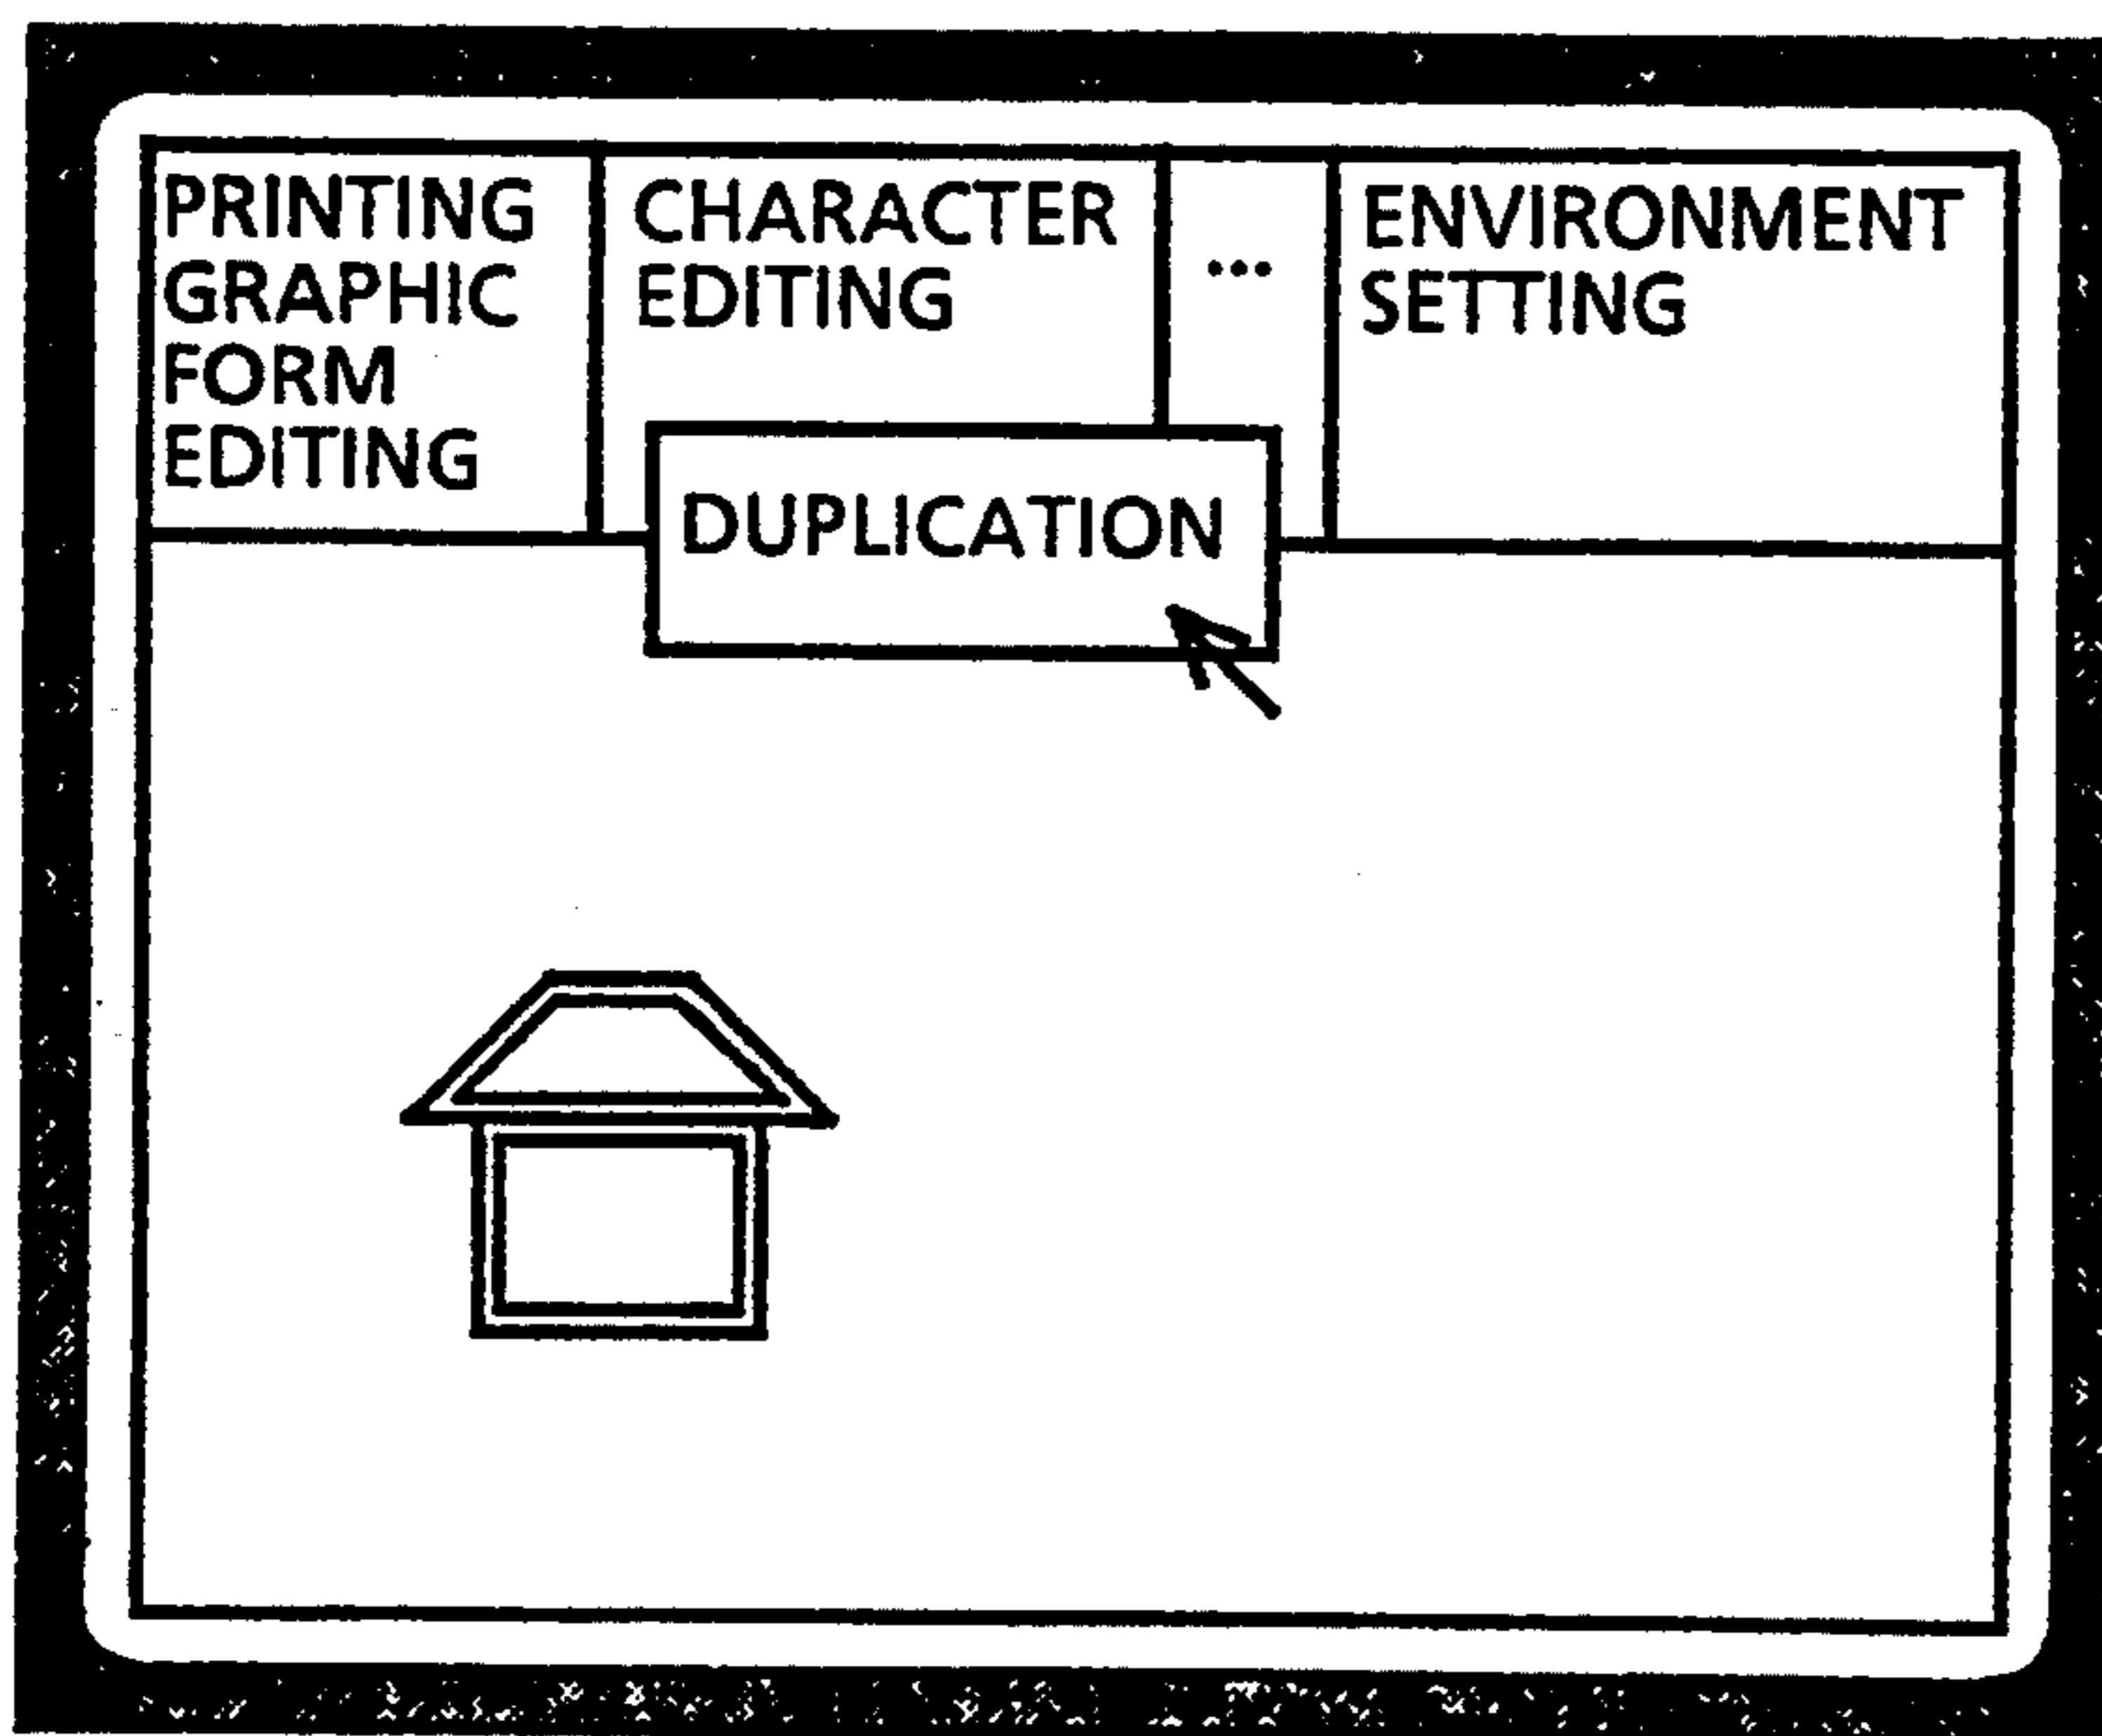 PRINTING
GRAPHIC
FORM
EDITING
CHARACTER
EDITING
...
ENVIRONMENT
SETTING
DUPLICATION